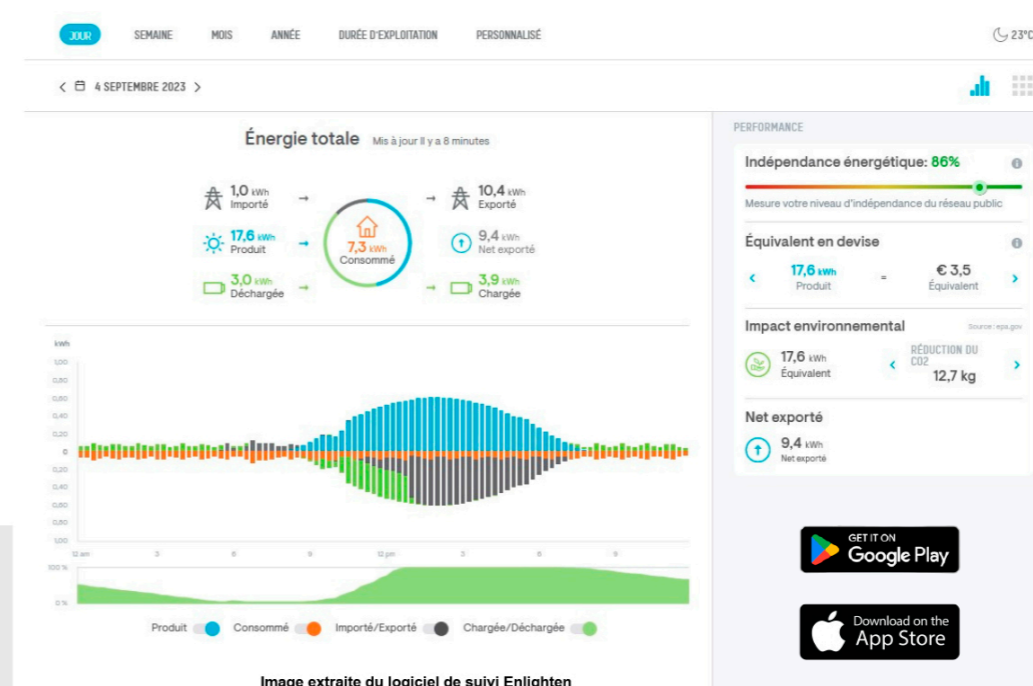 JOUR SEMAINE MOIS ANNÉE DURÉE D'EXPLOITATION PERSONNALISÉ 23°C
4 SEPTEMBRE 2023
Énergie totale Mis à jour Il y a 8 minutes
1,0 kWh
Importé
10,4 kWh
Exporté
17,6 kWh
Produit
7,3 kWh
Consommé
9,4 kWh
Net exporté
3,0 kWh
Déchargée
3,9 kWh
Chargée
kWh
1,00
0,80
0,60
0,40
0,20
0
0,20
0,40
0,60
0,80
1,00
12 am 3 6 9 12 pm 3 6 9
100 %
0 %
Produit Consommé Importé/Exporté Chargée/Déchargée
Image extraite du logiciel de suivi Enlighten
PERFORMANCE
Indépendance énergétique: 86%
Mesure votre niveau d'indépendance du réseau public
Équivalent en devise
17,6 kWh = € 3,5
Produit Équivalent
Impact environnemental Source : epa.gov
17,6 kWh
Équivalent
RÉDUCTION DU
CO2
12,7 kg
Net exporté
9,4 kWh
Net exporté
GET IT ON
Google Play
Download on the
App Store